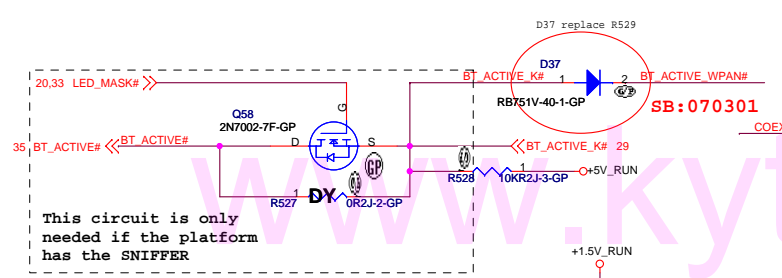 D37 replace R529
D37
BT_ACTIVE_K# 1 2 BT_ACTIVE_WPAN#
RB751V-40-1-GP
G/P
SB:070301
COEX
20,33 LED_MASK#
Q58
2N7002-7F-GP
G
D S
35 BT_ACTIVE# BT_ACTIVE#
BT_ACTIVE_K# 29
GP
R528 1 10KR2J-3-GP
+5V_RUN
R527 1 DY 0R2J-2-GP
This circuit is only
needed if the platform
has the SNIFFER
+1.5V_RUN
www.kyt